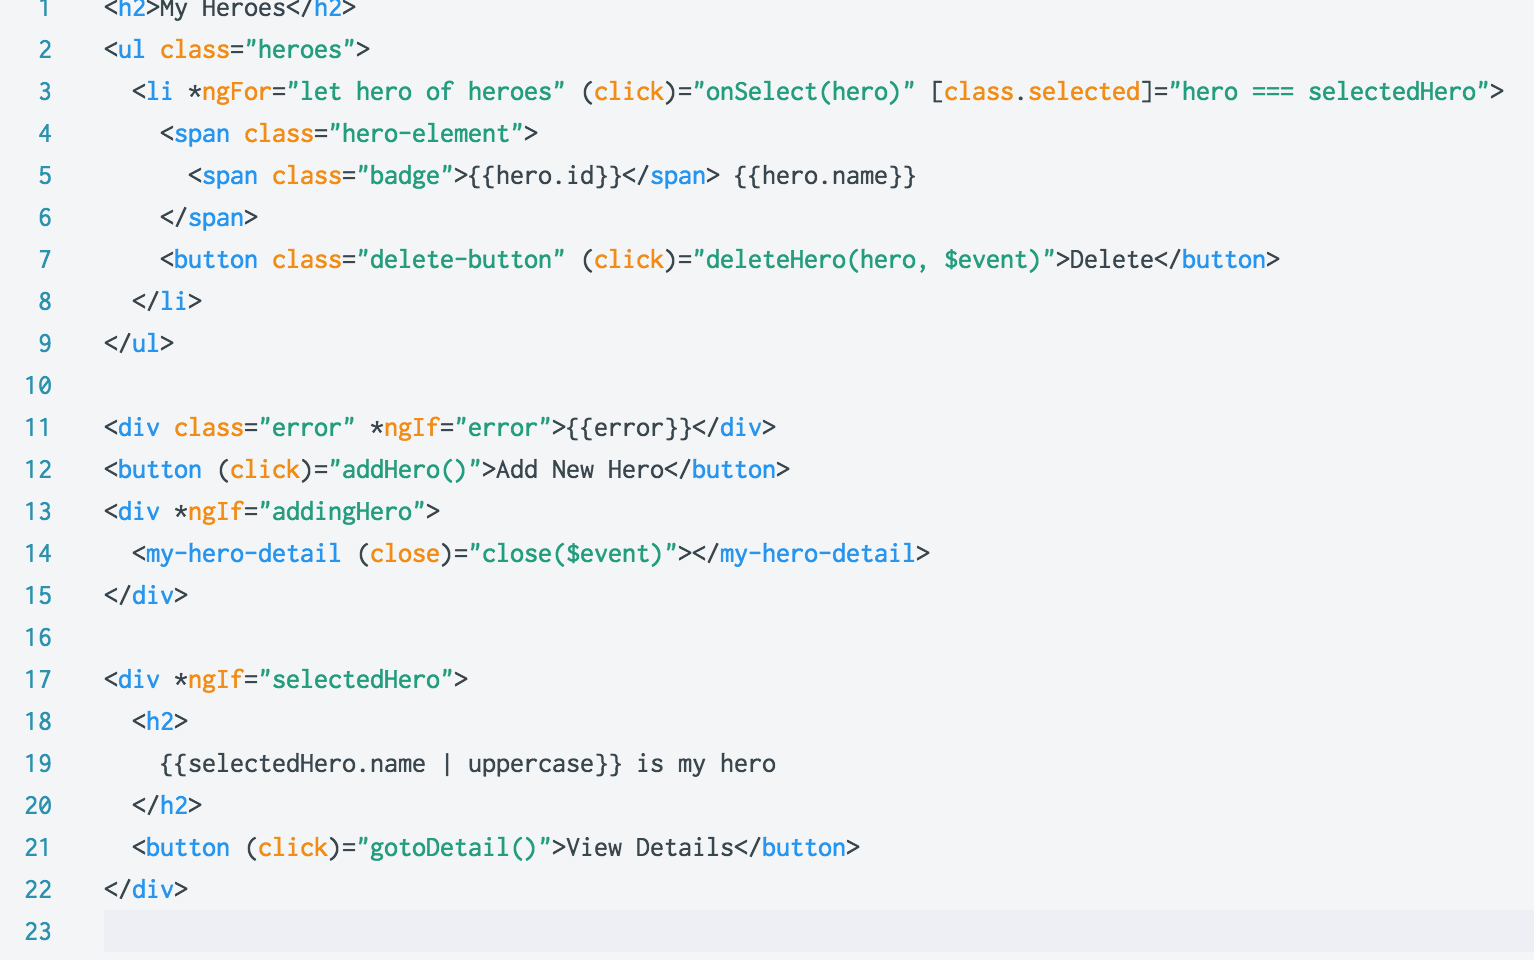 1 <h2>My Heroes</h2>
2 <ul class="heroes">
3   <li *ngFor="let hero of heroes" (click)="onSelect(hero)" [class.selected]="hero === selectedHero">
4     <span class="hero-element">
5       <span class="badge">{{hero.id}}</span> {{hero.name}}
6     </span>
7     <button class="delete-button" (click)="deleteHero(hero, $event)">Delete</button>
8   </li>
9 </ul>
10
11 <div class="error" *ngIf="error">{{error}}</div>
12 <button (click)="addHero()">Add New Hero</button>
13 <div *ngIf="addingHero">
14   <my-hero-detail (close)="close($event)"></my-hero-detail>
15 </div>
16
17 <div *ngIf="selectedHero">
18   <h2>
19     {{selectedHero.name | uppercase}} is my hero
20   </h2>
21   <button (click)="gotoDetail()">View Details</button>
22 </div>
23